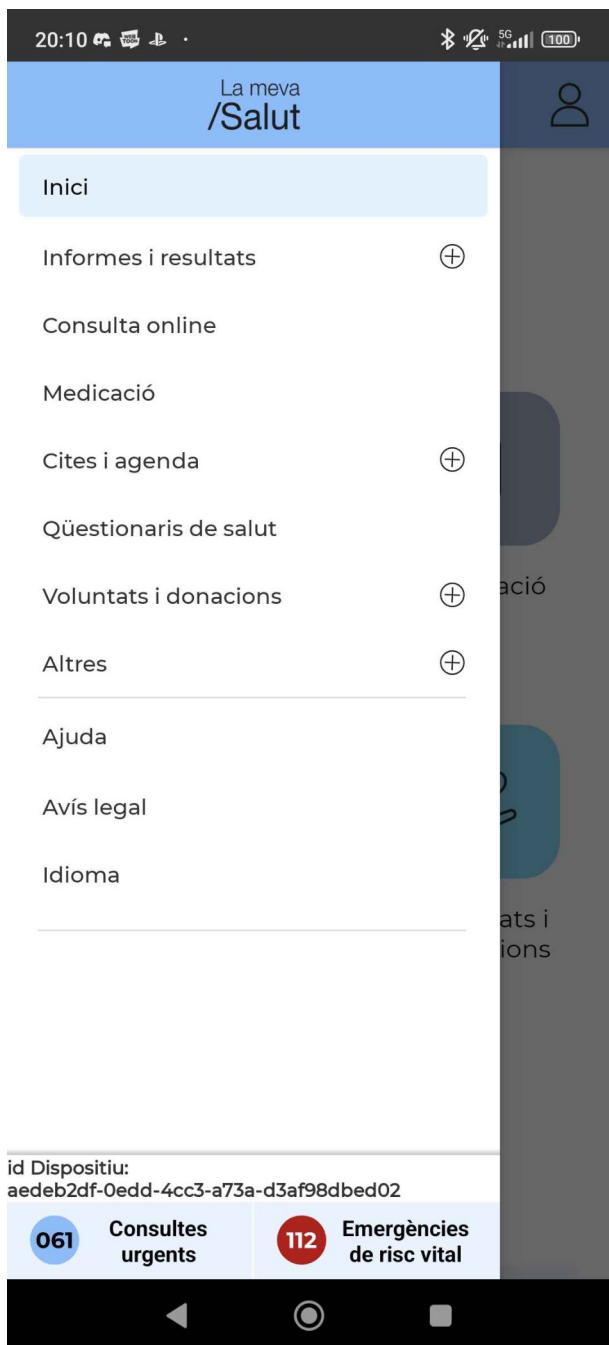 20:10
5G
100
La meva
/Salut
Inici
Informes i resultats
Consulta online
Medicació
Cites i agenda
Qüestionaris de salut
Voluntats i donacions
ació
Altres
Ajuda
Avís legal
Idioma
ats i
ions
id Dispositiu:
aedeb2df-0edd-4cc3-a73a-d3af98dbed02
061 Consultes
urgents
112 Emergències
de risc vital